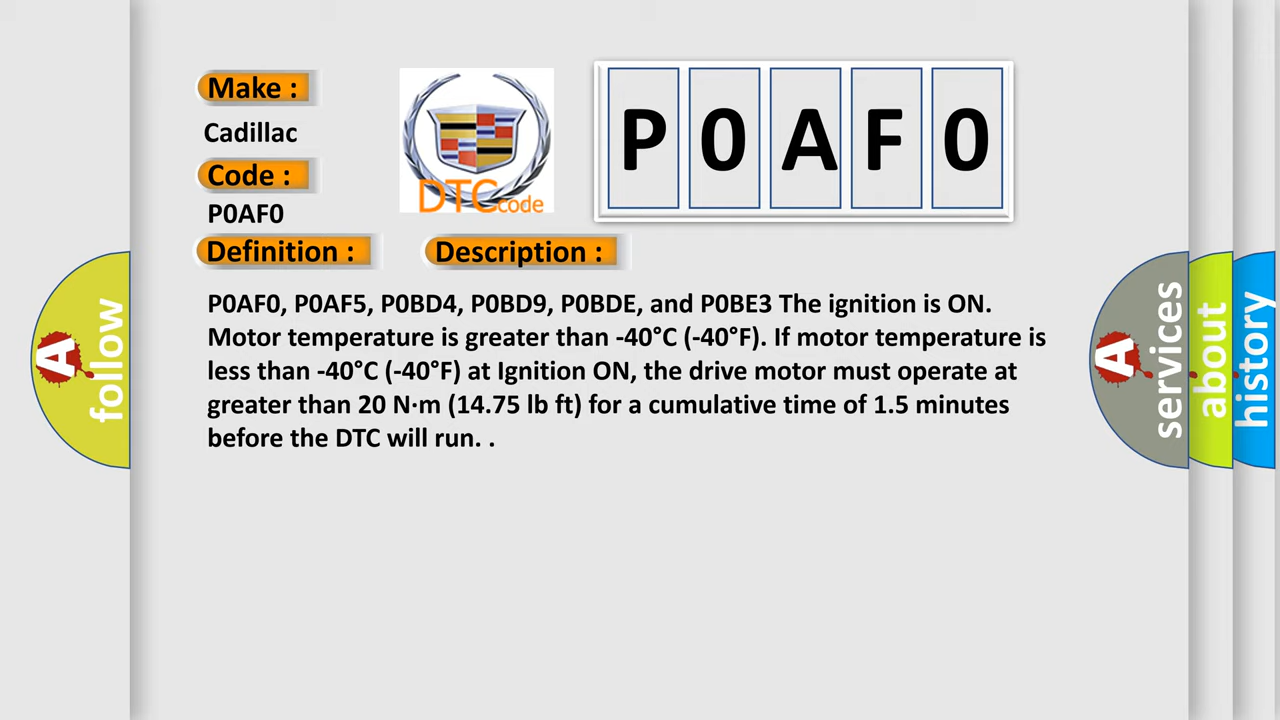 Make :
Cadillac
Code :
P0AF0
Definition :
Description :
DTC code
P 0 A F 0
P0AF0, P0AF5, P0BD4, P0BD9, P0BDE, and P0BE3 The ignition is ON.
Motor temperature is greater than -40°C (-40°F). If motor temperature is
less than -40°C (-40°F) at Ignition ON, the drive motor must operate at
greater than 20 N·m (14.75 lb ft) for a cumulative time of 1.5 minutes
before the DTC will run. .
A
follow
A
services
about
history